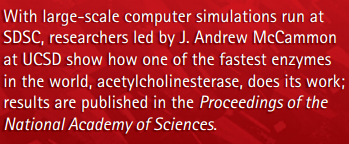 With large-scale computer simulations run at
SDSC, researchers led by J. Andrew McCammon
at UCSD show how one of the fastest enzymes
in the world, acetylcholinesterase, does its work;
results are published in the Proceedings of the
National Academy of Sciences.